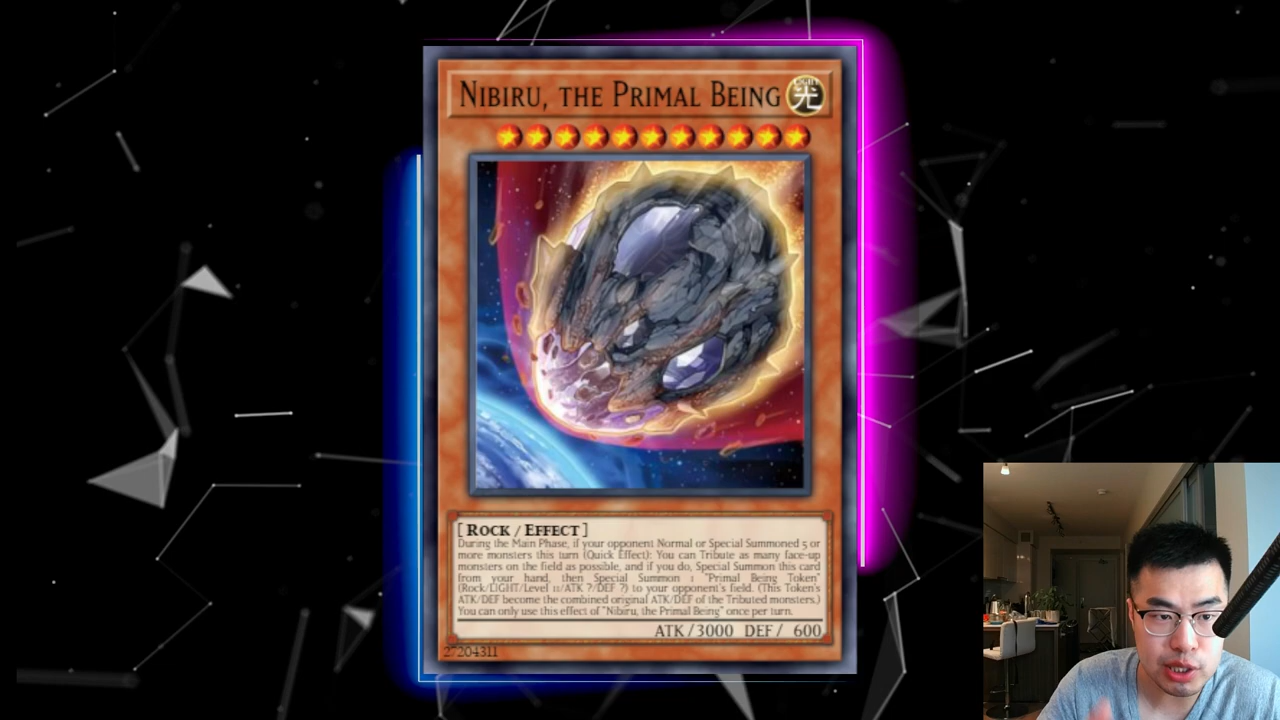 NIBIRU, THE PRIMAL BEING
LIGHT
光
[ROCK / EFFECT]
During the Main Phase, if your opponent Normal or Special Summoned 5 or
more monsters this turn (Quick Effect): You can Tribute as many face-up
monsters on the field as possible, and if you do, Special Summon this card
from your hand, then Special Summon 1 "Primal Being Token"
(Rock/LIGHT/Level 11/ATK ?/DEF ?) to your opponent's field. (This Token's
ATK/DEF become the combined original ATK/DEF of the Tributed monsters.)
You can only use this effect of "Nibiru, the Primal Being" once per turn.
ATK/3000 DEF/ 600
27204311